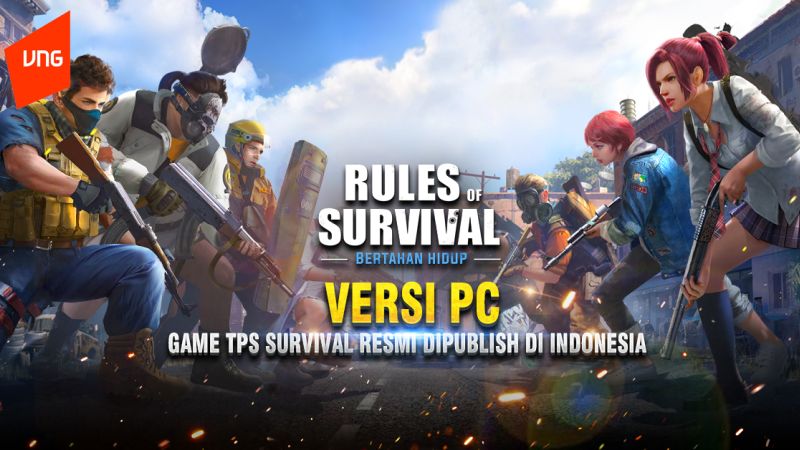 VNG
RULES OF
SURVIVAL
BERTAHAN HIDUP
VERSI PC
GAME TPS SURVIVAL RESMI DIPUBLISH DI INDONESIA